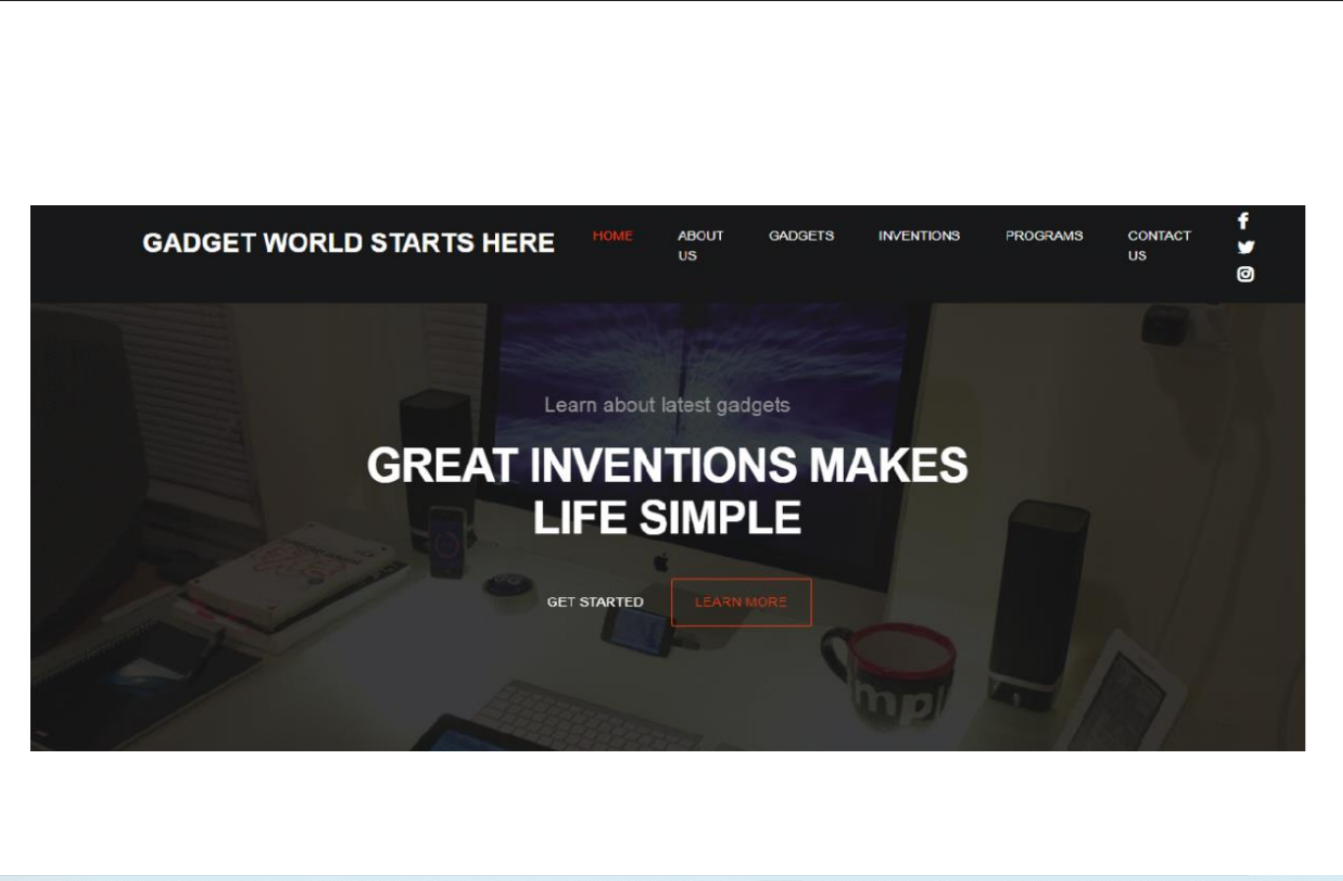 GADGET WORLD STARTS HERE
HOME
ABOUT
US
GADGETS
INVENTIONS
PROGRAMS
CONTACT
US
Learn about latest gadgets
GREAT INVENTIONS MAKES
LIFE SIMPLE
GET STARTED
LEARN MORE